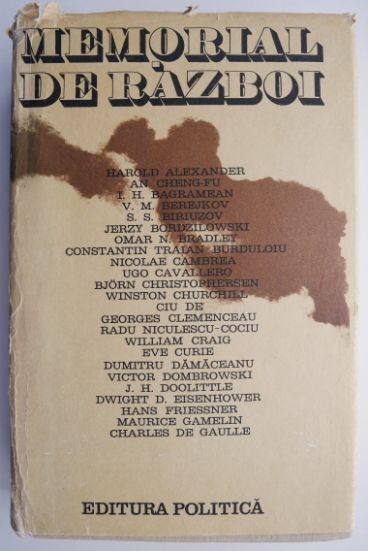 MEMORIAL
DE RĂZBOI
HAROLD ALEXANDER
AN CHENG-FU
I. H. BAGRAMEAN
V. M. BEREJKOV
S. S. BIRIUZOV
JERZY BORDZILOWSKI
OMAR N. BRADLEY
CONSTANTIN TRAIAN BURDULOIU
NICOLAE CAMBREA
UGO CAVALLERO
BJÖRN CHRISTOPHERSEN
WINSTON CHURCHILL
CIU DE
GEORGES CLEMENCEAU
RADU NICULESCU-COCIU
WILLIAM CRAIG
EVE CURIE
DUMITRU DĂMĂCEANU
VICTOR DOMBROWSKI
J. H. DOOLITTLE
DWIGHT D. EISENHOWER
HANS FRIESSNER
MAURICE GAMELIN
CHARLES DE GAULLE
EDITURA POLITICĂ